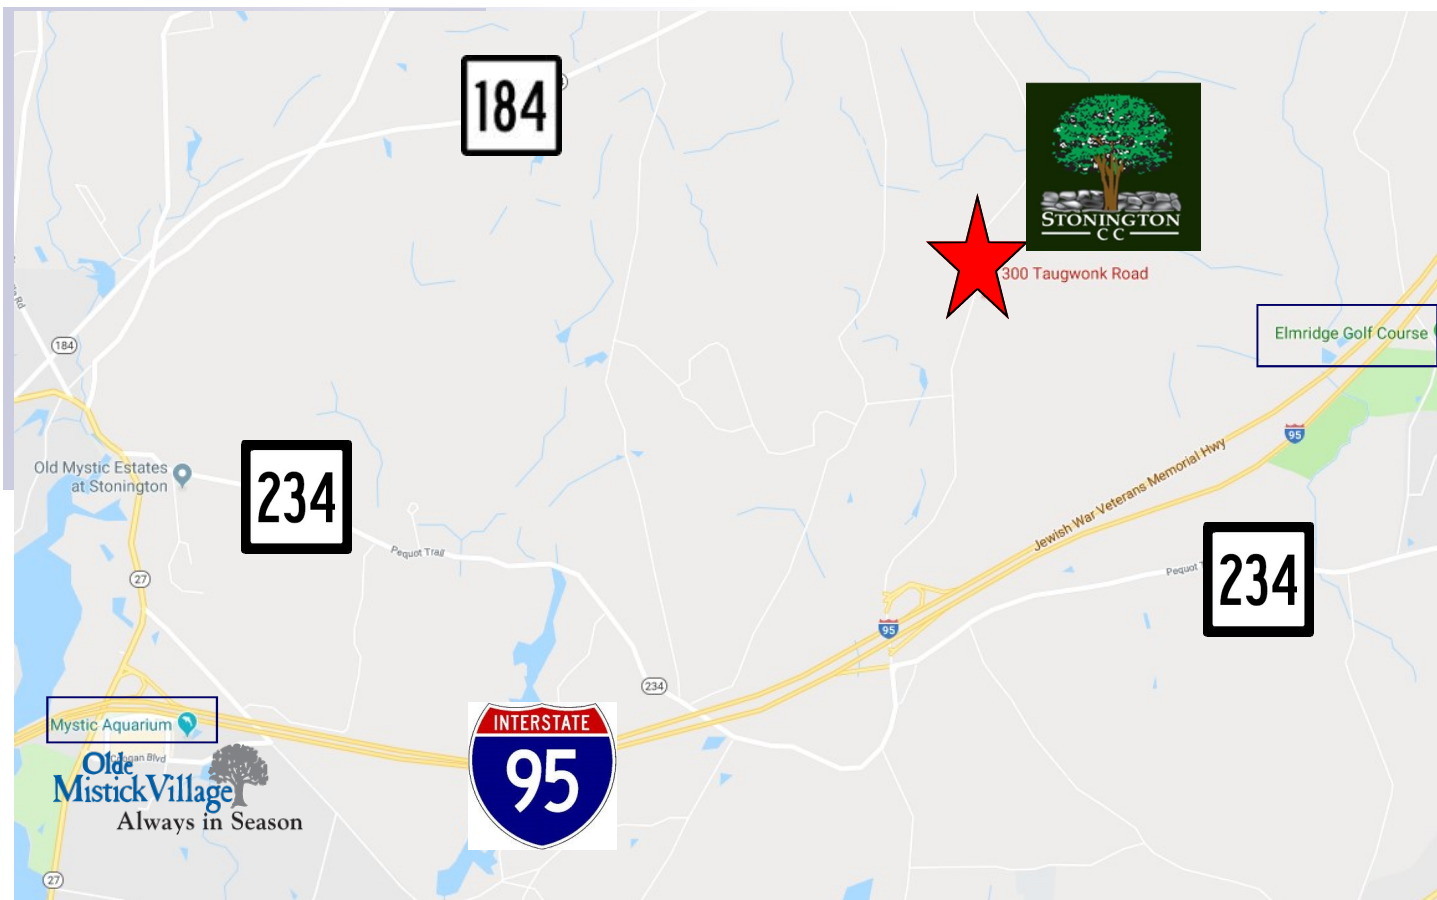 184
STONINGTON
CC
300 Taugwonk Road
Elmridge Golf Course
184
95
Jewish War Veterans Memorial Hwy
Old Mystic Estates
at Stonington
234
Pequot Trail
234
Pequot
27
95
234
Mystic Aquarium
INTERSTATE
95
Blvd
Olde
MistickVillage
Always in Season
27